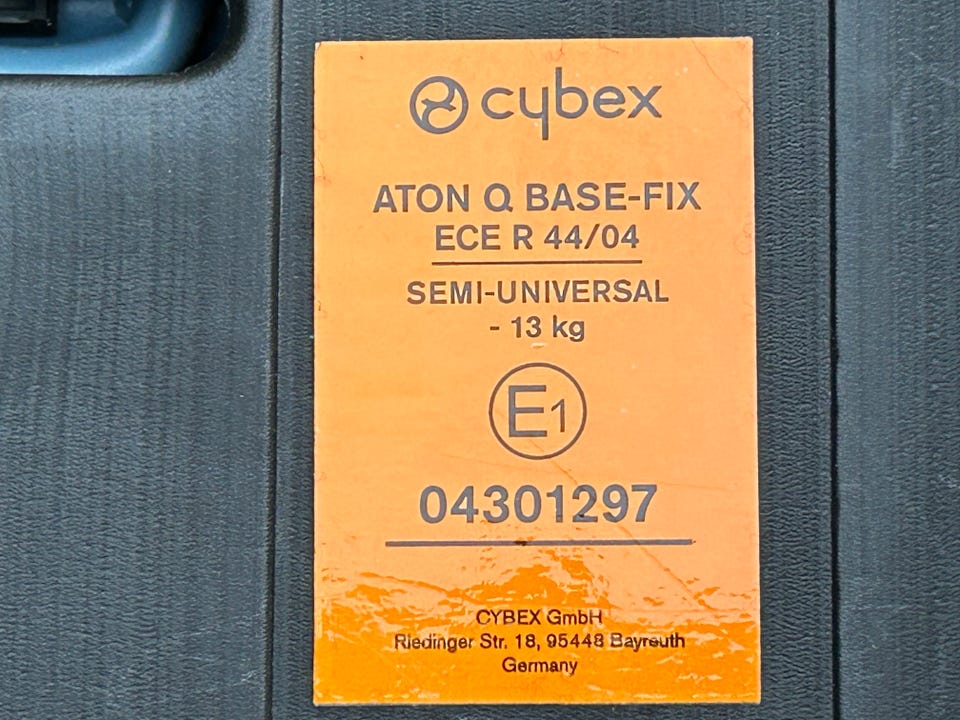 cybex
ATON Q BASE-FIX
ECE R 44/04
SEMI-UNIVERSAL
- 13 kg
E1
04301297
CYBEX GmbH
Riedinger Str. 18, 95448 Bayreuth
Germany